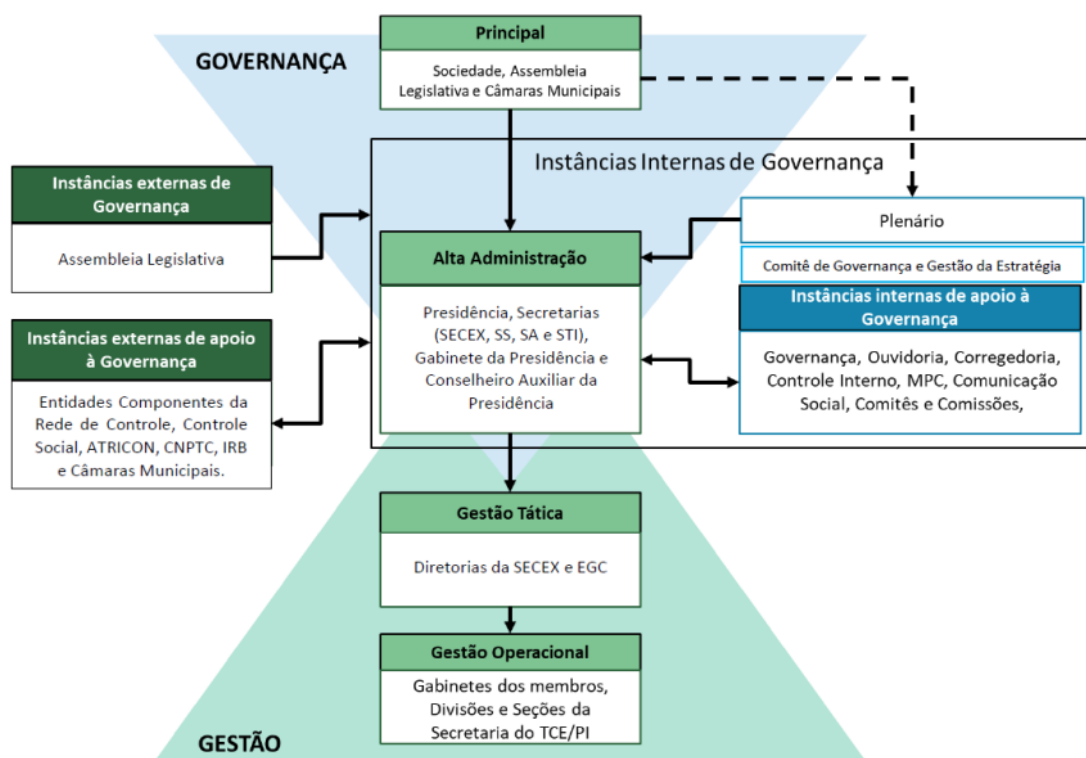 GOVERNANÇA
Principal
Sociedade, Assembleia
Legislativa e Câmaras Municipais
Instâncias Internas de Governança
Instâncias externas de
Governança
Assembleia Legislativa
Plenário
Comitê de Governança e Gestão da Estratégia
Alta Administração
Presidência, Secretarias
(SECEX, SS, SA e STI),
Gabinete da Presidência e
Conselheiro Auxiliar da
Presidência
Instâncias internas de apoio à
Governança
Governança, Ouvidoria, Corregedoria,
Controle Interno, MPC, Comunicação
Social, Comitês e Comissões,
Instâncias externas de apoio
à Governança
Entidades Componentes da
Rede de Controle, Controle
Social, ATRICON, CNPTC, IRB
e Câmaras Municipais.
Gestão Tática
Diretorias da SECEX e EGC
Gestão Operacional
Gabinetes dos membros,
Divisões e Seções da
Secretaria do TCE/PI
GESTÃO